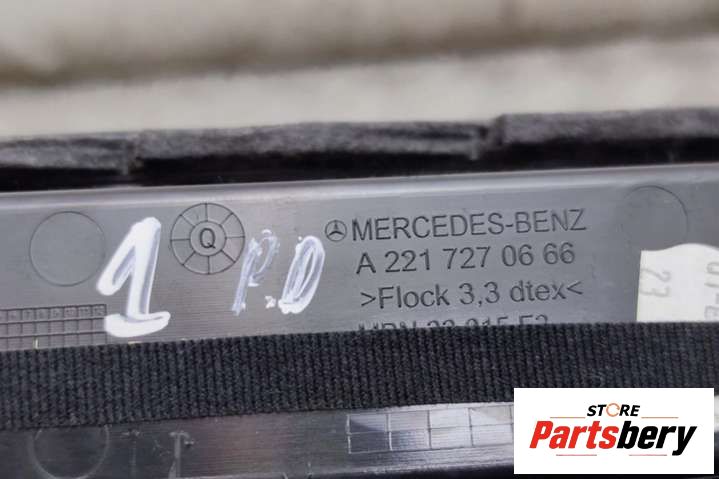 MERCEDES-BENZ
A 221 727 06 66
>Flock 3,3 dtex<
Q
1
P.D
STORE
Partsbery